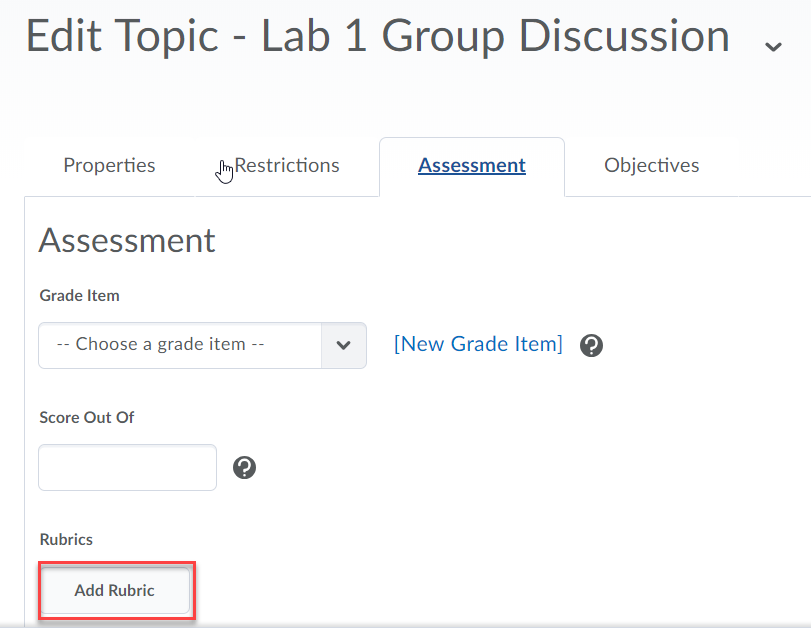 Edit Topic - Lab 1 Group Discussion
Properties Restrictions Assessment Objectives
Assessment
Grade Item
-- Choose a grade item -- [New Grade Item] ?
Score Out Of
?
Rubrics
Add Rubric